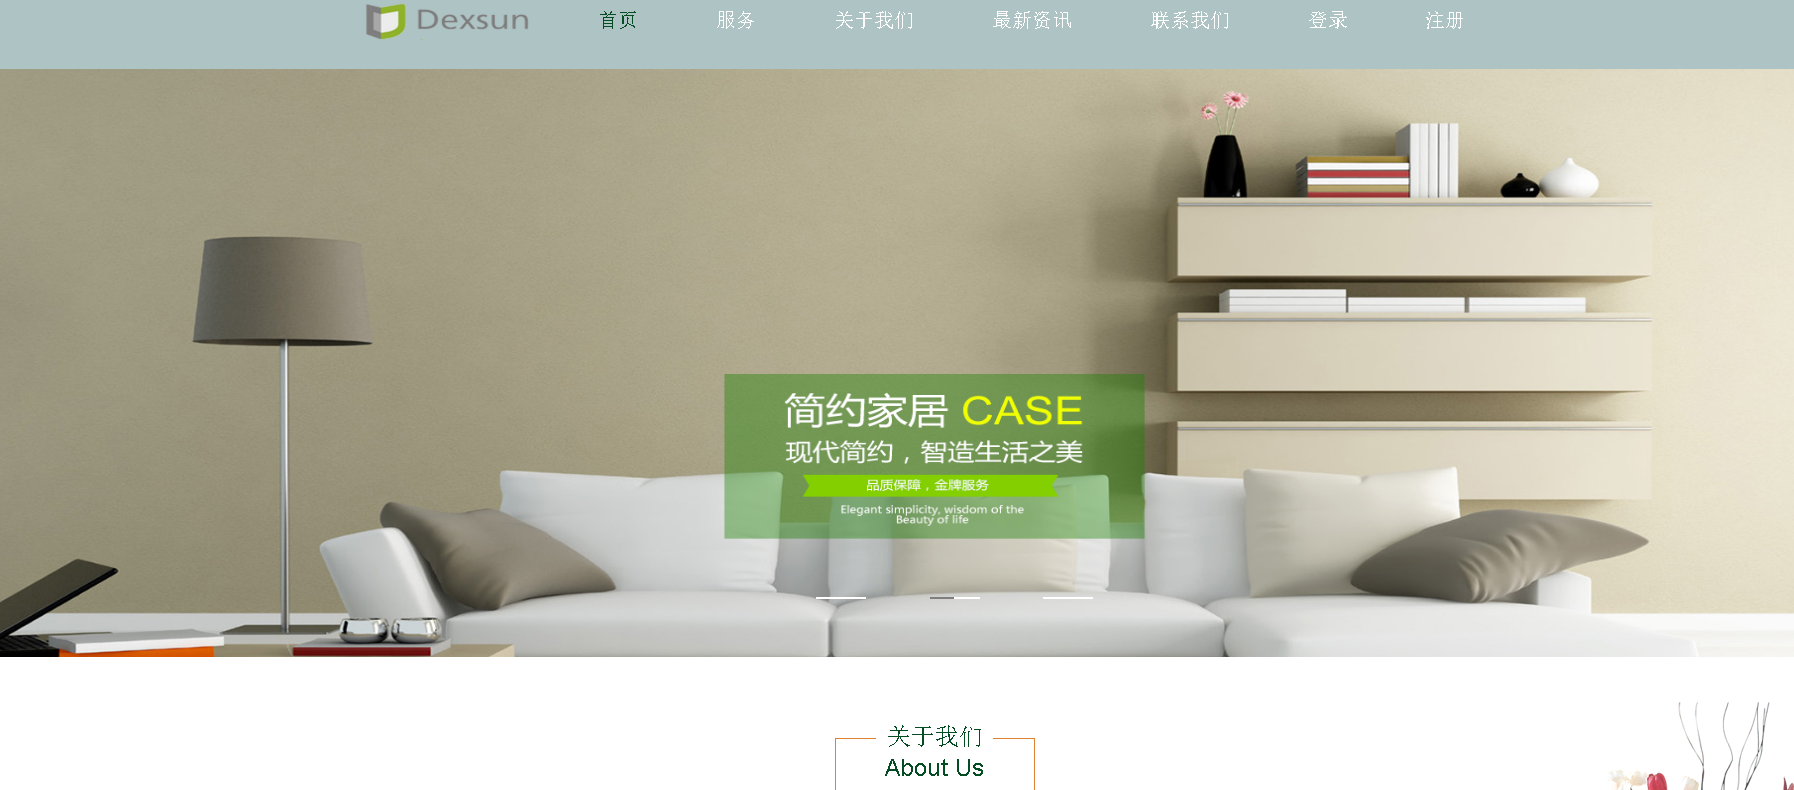 Dexsun 首页 服务 关于我们 最新资讯 联系我们 登录 注册
简约家居 CASE
现代简约，智造生活之美
品质保障，金牌服务
Elegant simplicity, wisdom of the
Beauty of life
关于我们
About Us